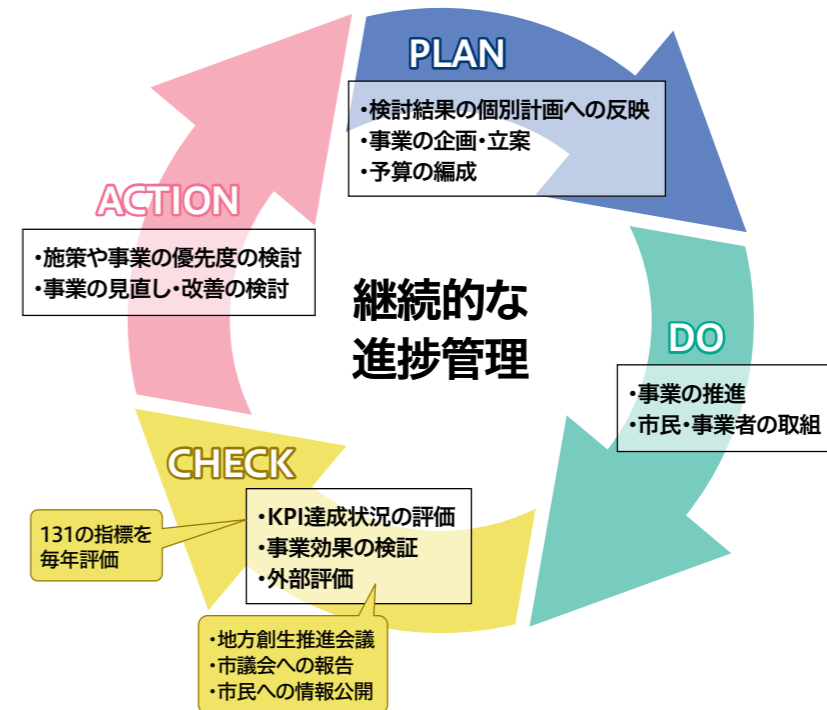 PLAN
・検討結果の個別計画への反映
・事業の企画・立案
・予算の編成
ACTION
・施策や事業の優先度の検討
・事業の見直し・改善の検討
継続的な
進捗管理
DO
・事業の推進
・市民・事業者の取組
CHECK
・KPI達成状況の評価
・事業効果の検証
・外部評価
131の指標を
毎年評価
・地方創生推進会議
・市議会への報告
・市民への情報公開